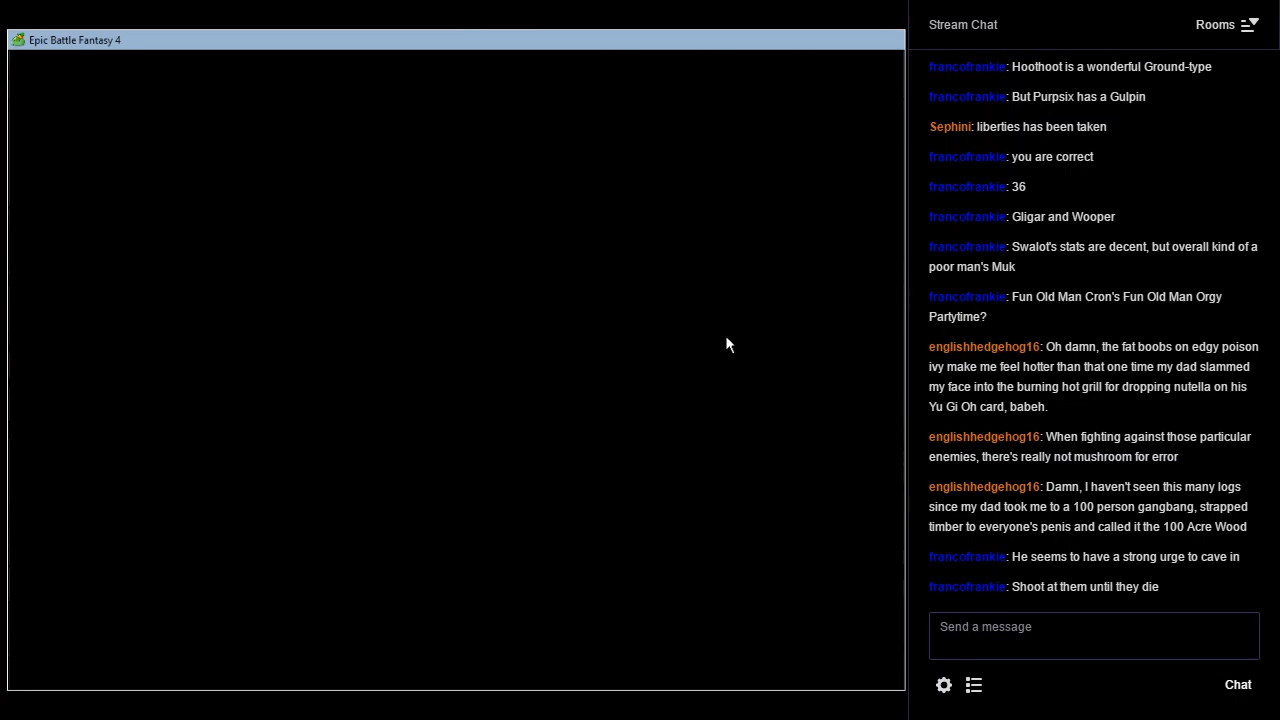 Epic Battle Fantasy 4
Stream Chat
Rooms
francofrankie: Hoothoot is a wonderful Ground-type
francofrankie: But Purpsix has a Gulpin
Sephini: liberties has been taken
francofrankie: you are correct
francofrankie: 36
francofrankie: Gligar and Wooper
francofrankie: Swalot's stats are decent, but overall kind of a
poor man's Muk
francofrankie: Fun Old Man Cron's Fun Old Man Orgy
Partytime?
englishhedgehog16: Oh damn, the fat boobs on edgy poison
ivy make me feel hotter than that one time my dad slammed
my face into the burning hot grill for dropping nutella on his
Yu Gi Oh card, babeh.
englishhedgehog16: When fighting against those particular
enemies, there's really not mushroom for error
englishhedgehog16: Damn, I haven't seen this many logs
since my dad took me to a 100 person gangbang, strapped
timber to everyone's penis and called it the 100 Acre Wood
francofrankie: He seems to have a strong urge to cave in
francofrankie: Shoot at them until they die
Send a message
Chat